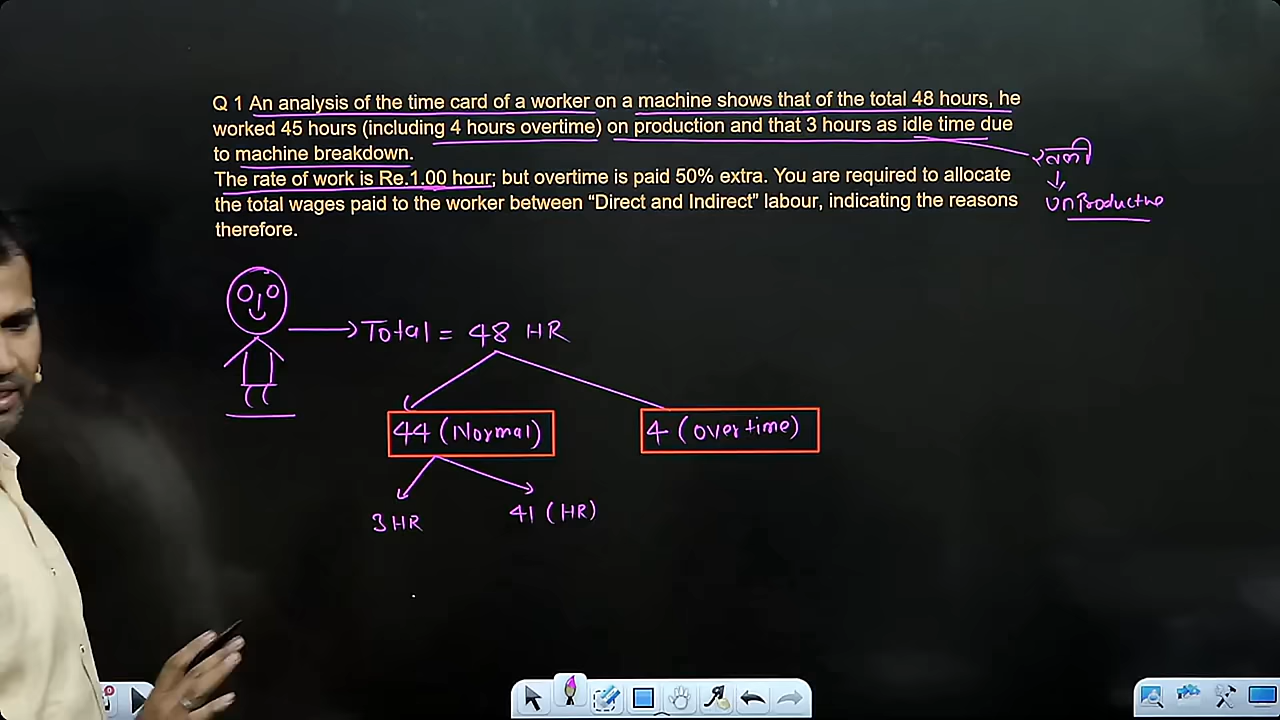 Q 1 An analysis of the time card of a worker on a machine shows that of the total 48 hours, he
worked 45 hours (including 4 hours overtime) on production and that 3 hours as idle time due
to machine breakdown.
The rate of work is Re.1.00 hour; but overtime is paid 50% extra. You are required to allocate
the total wages paid to the worker between “Direct and Indirect” labour, indicating the reasons
therefore.
unproductive
Total = 48 HR
44 (Normal)
4 (overtime)
3 HR
41 (HR)